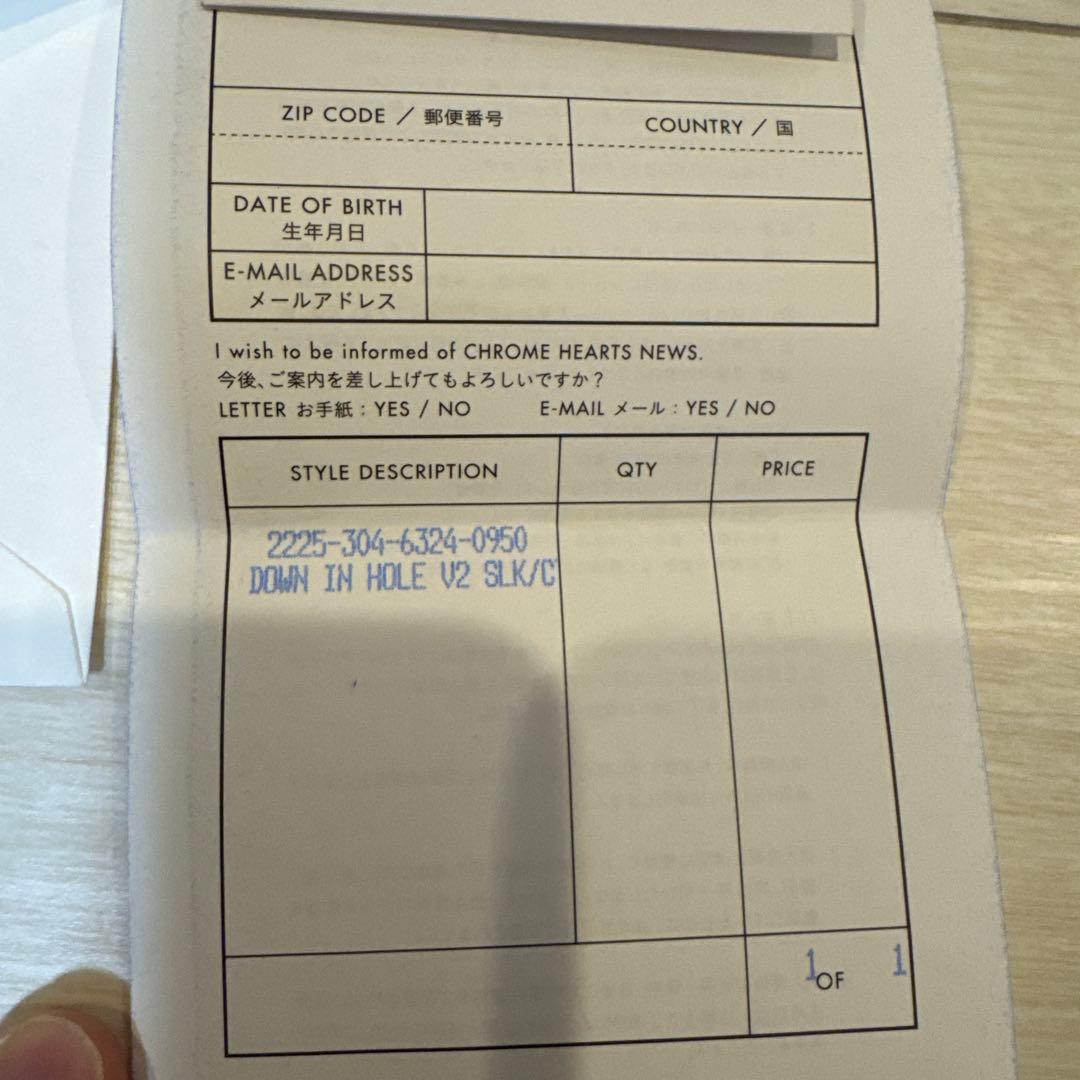 ZIP CODE / 郵便番号
COUNTRY / 国
DATE OF BIRTH
生年月日
E-MAIL ADDRESS
メールアドレス
I wish to be informed of CHROME HEARTS NEWS.
今後、ご案内を差し上げてもよろしいですか?
LETTER お手紙 : YES / NO E-MAIL メール : YES / NO
STYLE DESCRIPTION QTY PRICE
2225-304-6324-0950
DOWN IN HOLE V2 SLK/C
1 OF 1